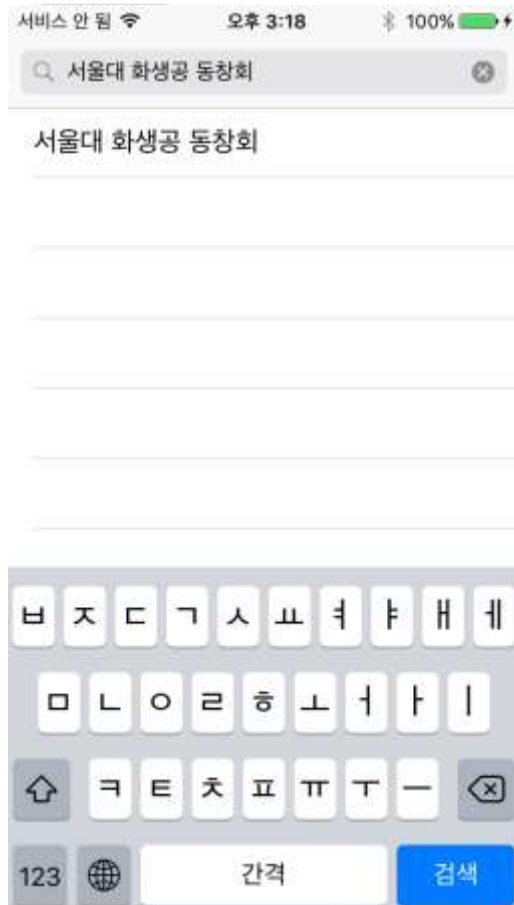 서비스 안 됨 오후 3:18 100%
서울대 화생공 동창회
서울대 화생공 동창회
ㅂ ㅈ ㄷ ㄱ ㅅ ㅛ ㅕ ㅑ ㅐ ㅔ
ㅁ ㄴ ㅇ ㄹ ㅎ ㅗ ㅓ ㅏ ㅣ
ㅋ ㅌ ㅊ ㅍ ㅠ ㅜ ㅡ
123 간격 검색